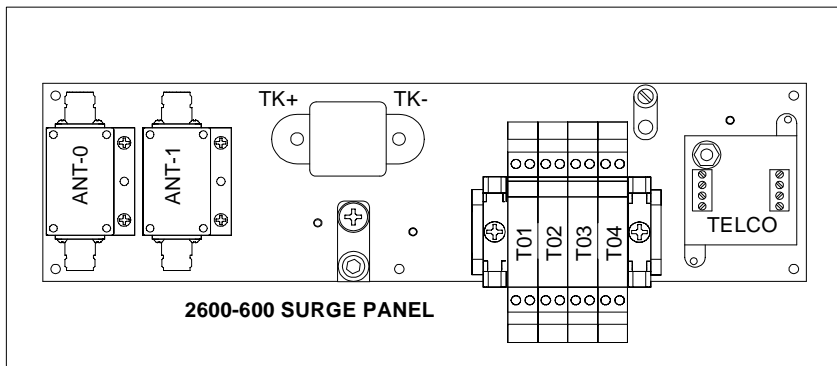 TK+ TK-
ANT-0
ANT-1
T01
T02
T03
T04
TELCO
2600-600 SURGE PANEL